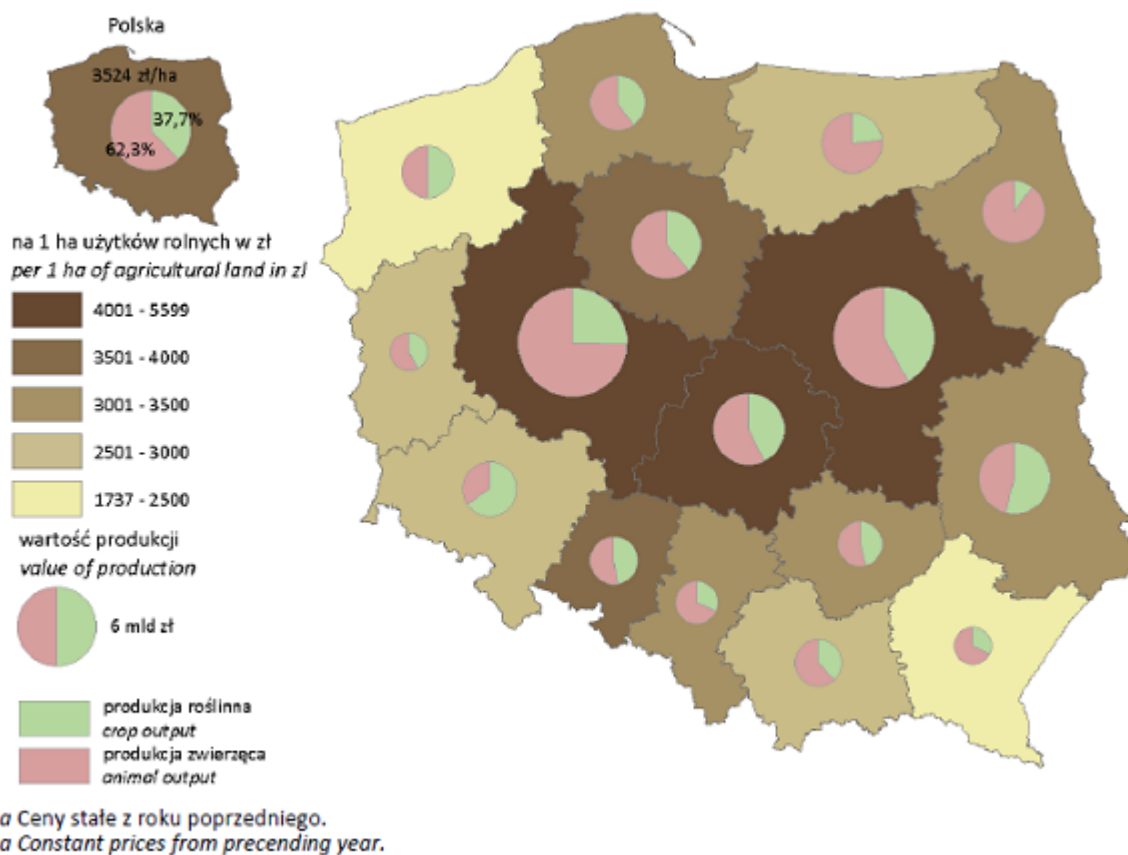 Polska
3524 zł/ha
37,7%
62,3%
na 1 ha użytków rolnych w zł
per 1 ha of agricultural land in zl
4001 - 5599
3501 - 4000
3001 - 3500
2501 - 3000
1737 - 2500
wartość produkcji
value of production
6 mld zł
produkcja roślinna
crop output
produkcja zwierzęca
animal output
a Ceny stałe z roku poprzedniego.
a Constant prices from precending year.